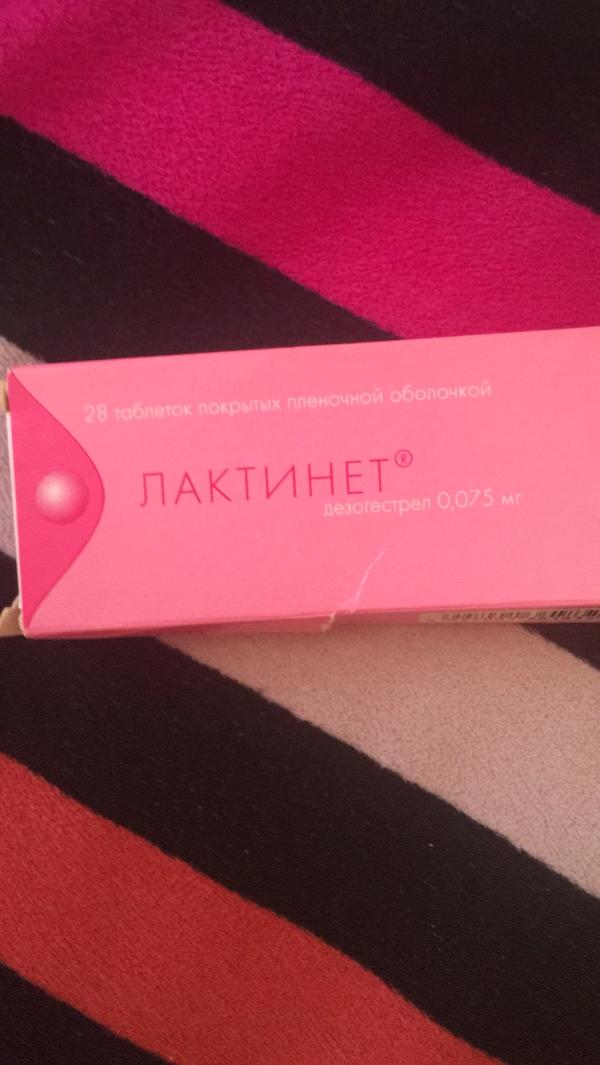 28 таблеток покрытых пленочной оболочкой
ЛАКТИНЕТ®
дезогестрел 0,075 мг